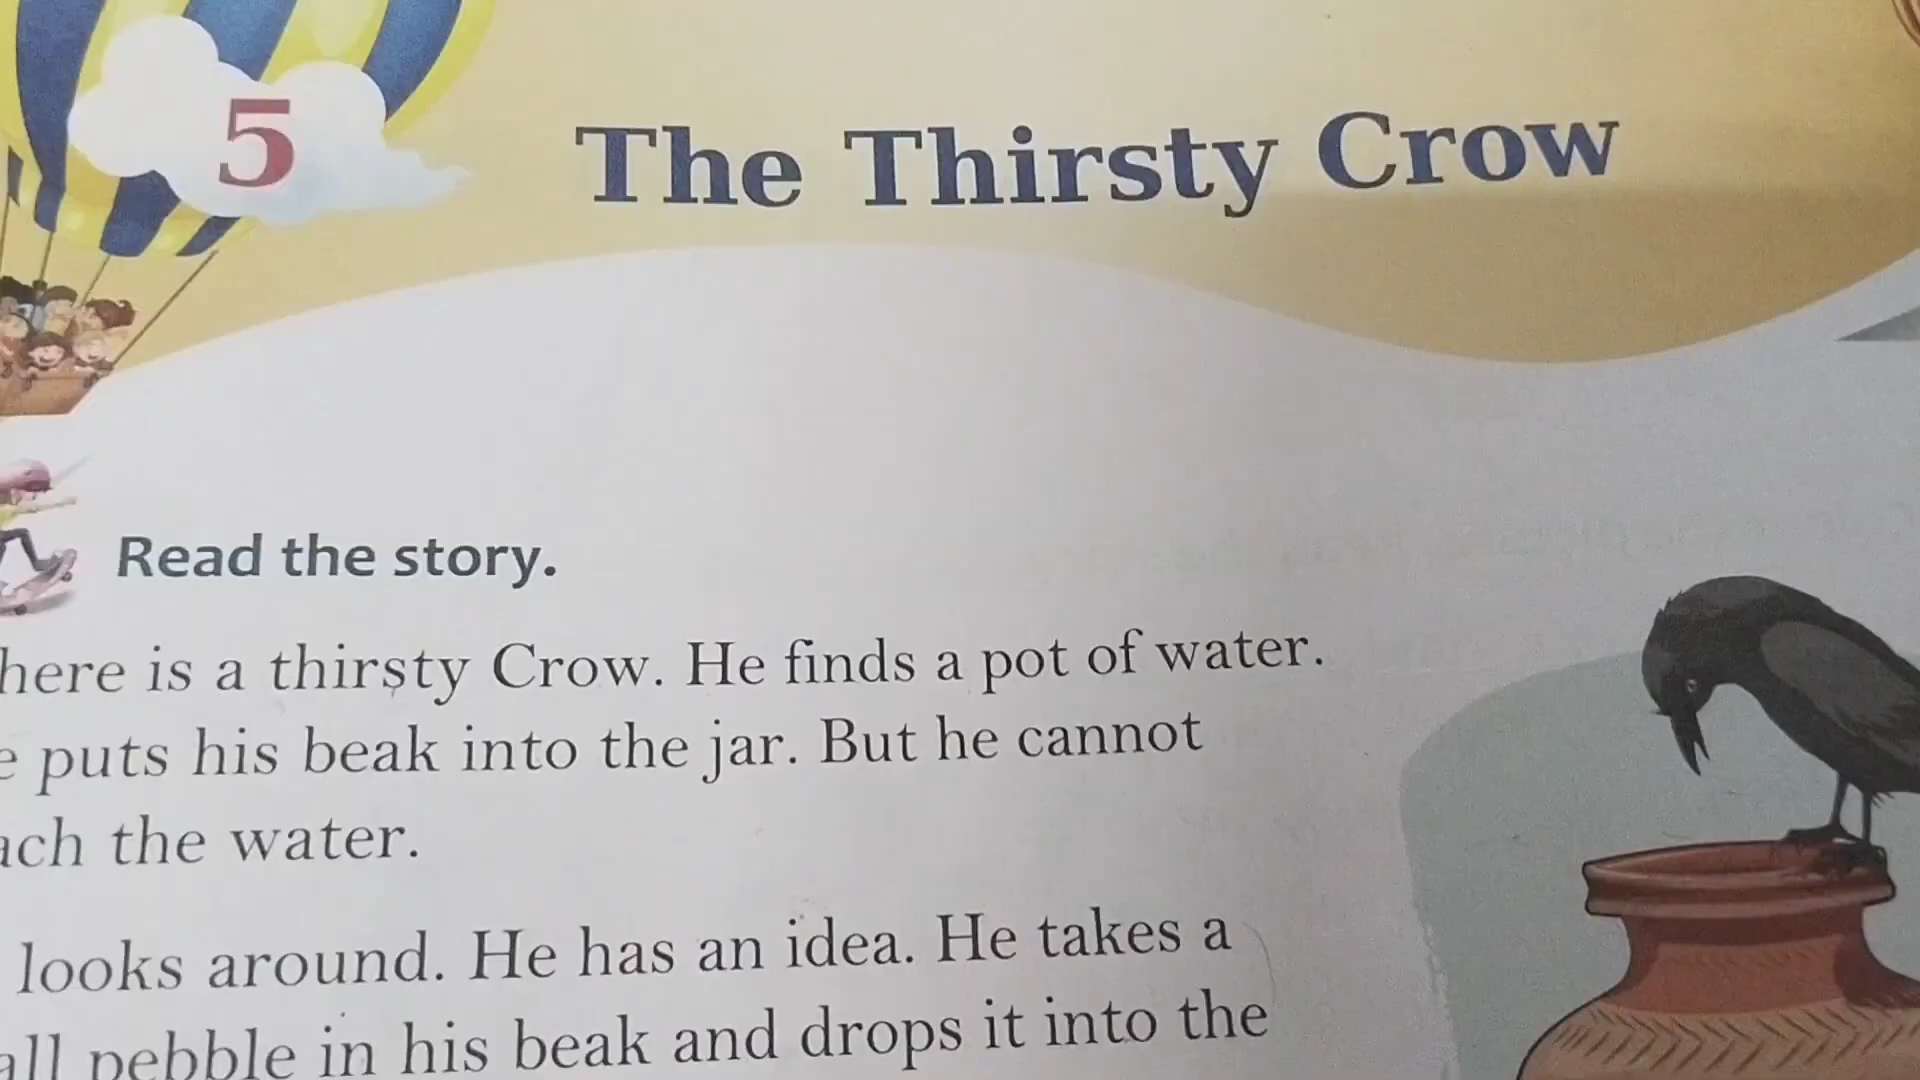 5
The Thirsty Crow
Read the story.
here is a thirsty Crow. He finds a pot of water.
e puts his beak into the jar. But he cannot
ach the water.
looks around. He has an idea. He takes a
all pebble in his beak and drops it into the